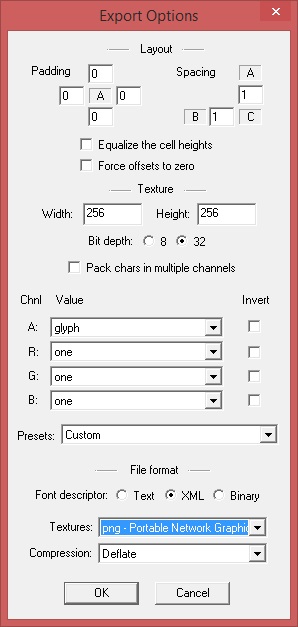 Export Options
Layout
Padding 0 Spacing A
0 A 0 1
0 B 1 C
Equalize the cell heights
Force offsets to zero
Texture
Width: 256 Height: 256
Bit depth: 8 32
Pack chars in multiple channels
Chnl Value Invert
A: glyph
R: one
G: one
B: one
Presets: Custom
File format
Font descriptor: Text XML Binary
Textures: png - Portable Network Graphic
Compression: Deflate
OK Cancel